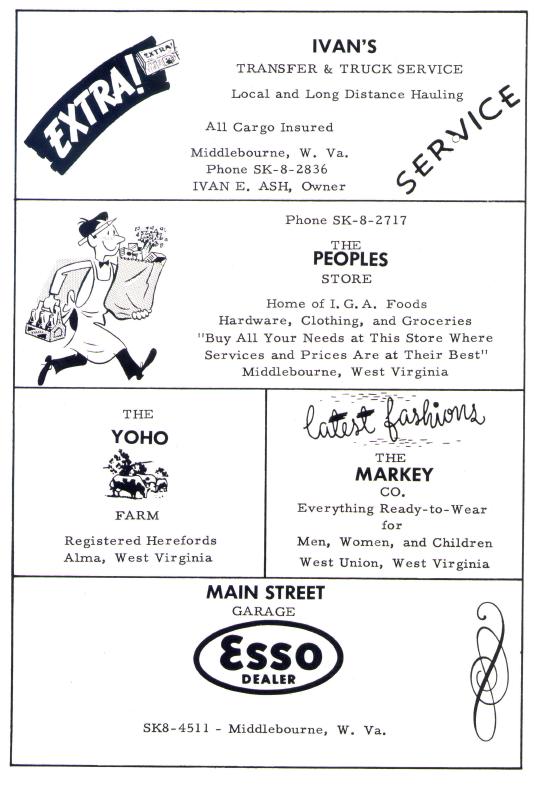 EXTRA!
EXTRA!
IVAN'S
TRANSFER & TRUCK SERVICE
Local and Long Distance Hauling
All Cargo Insured
Middlebourne, W. Va.
Phone SK-8-2836
IVAN E. ASH, Owner
SERVICE
Phone SK-8-2717
THE
PEOPLES
STORE
Home of I. G. A. Foods
Hardware, Clothing, and Groceries
"Buy All Your Needs at This Store Where
Services and Prices Are at Their Best"
Middlebourne, West Virginia
THE
YOHO
FARM
Registered Herefords
Alma, West Virginia
latest fashions
THE
MARKEY
CO.
Everything Ready-to-Wear
for
Men, Women, and Children
West Union, West Virginia
MAIN STREET
GARAGE
Esso
DEALER
SK8-4511 - Middlebourne, W. Va.